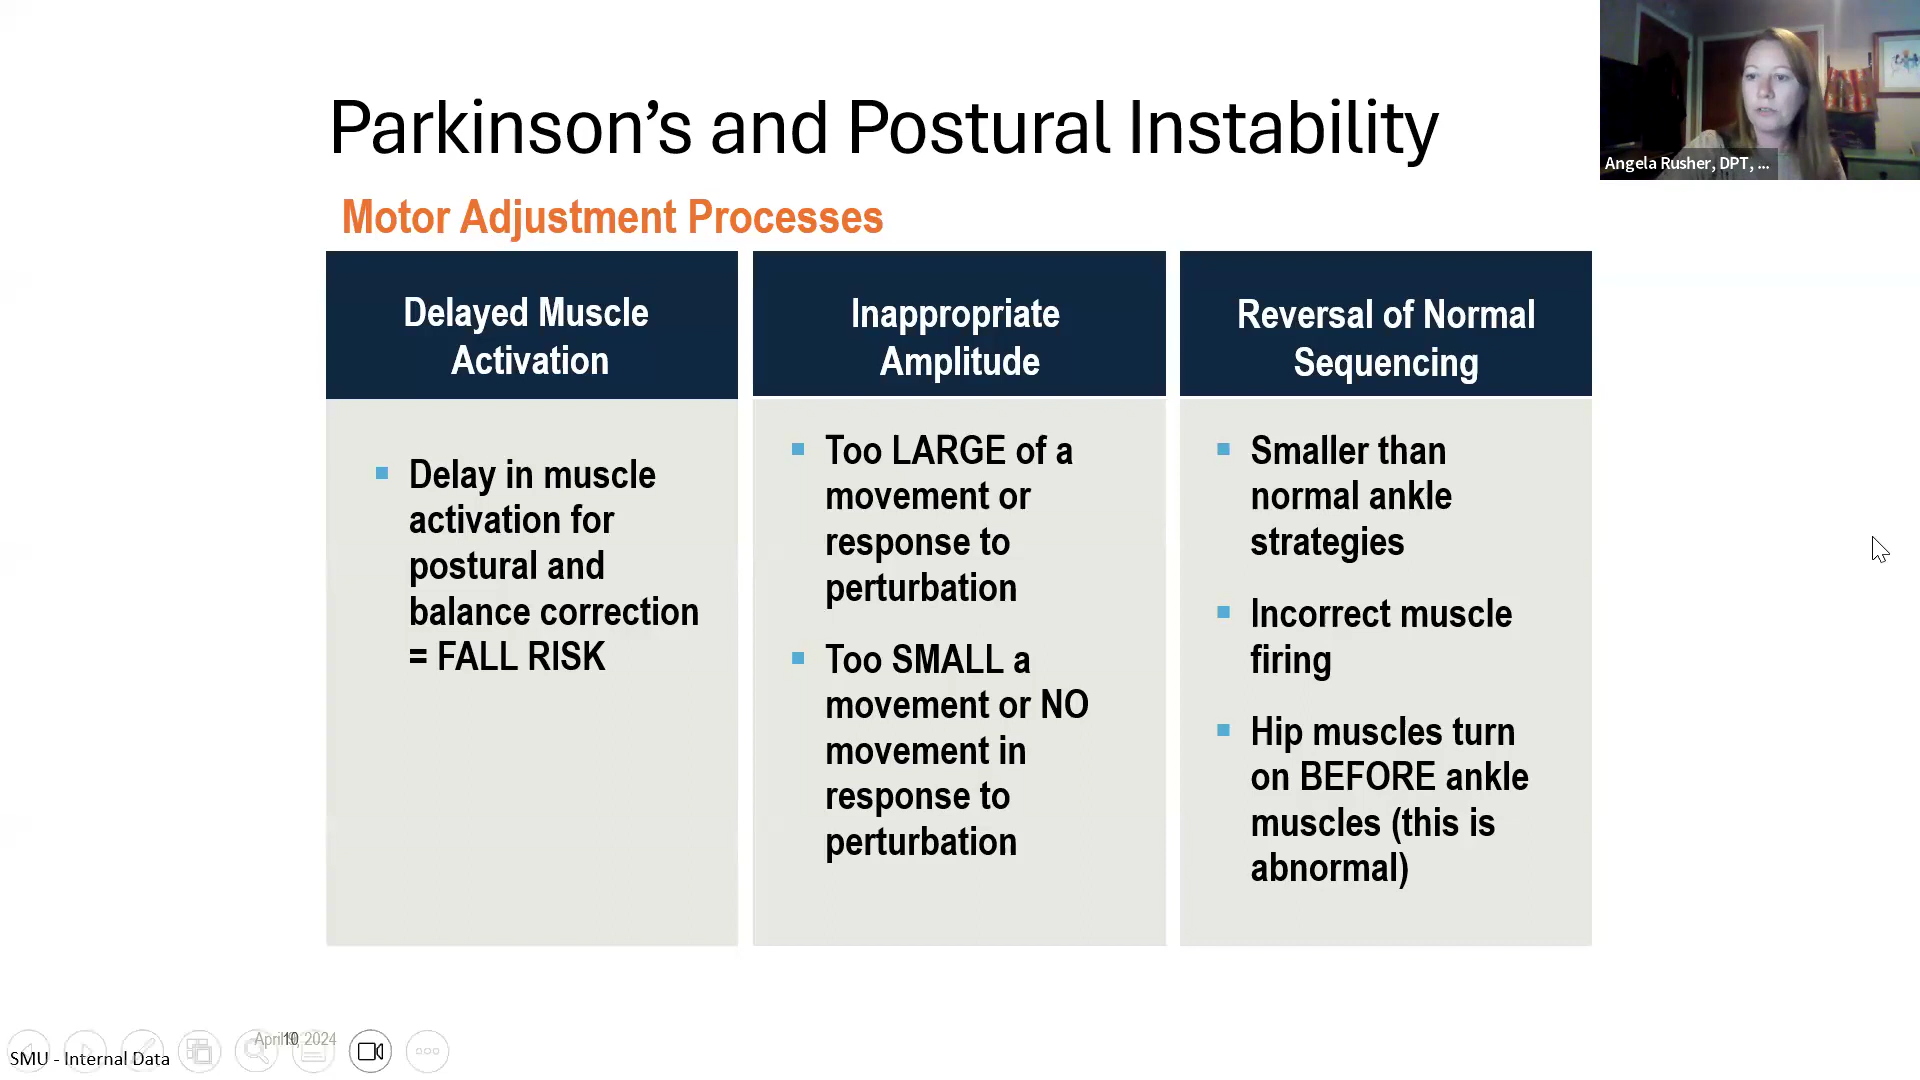 Parkinson's and Postural Instability
Angela Rusher, DPT, ...
Motor Adjustment Processes
Delayed Muscle
Activation
Delay in muscle
activation for
postural and
balance correction
= FALL RISK
Inappropriate
Amplitude
Too LARGE of a
movement or
response to
perturbation
Too SMALL a
movement or NO
movement in
response to
perturbation
Reversal of Normal
Sequencing
Smaller than
normal ankle
strategies
Incorrect muscle
firing
Hip muscles turn
on BEFORE ankle
muscles (this is
abnormal)
April 2024
SMU - Internal Data